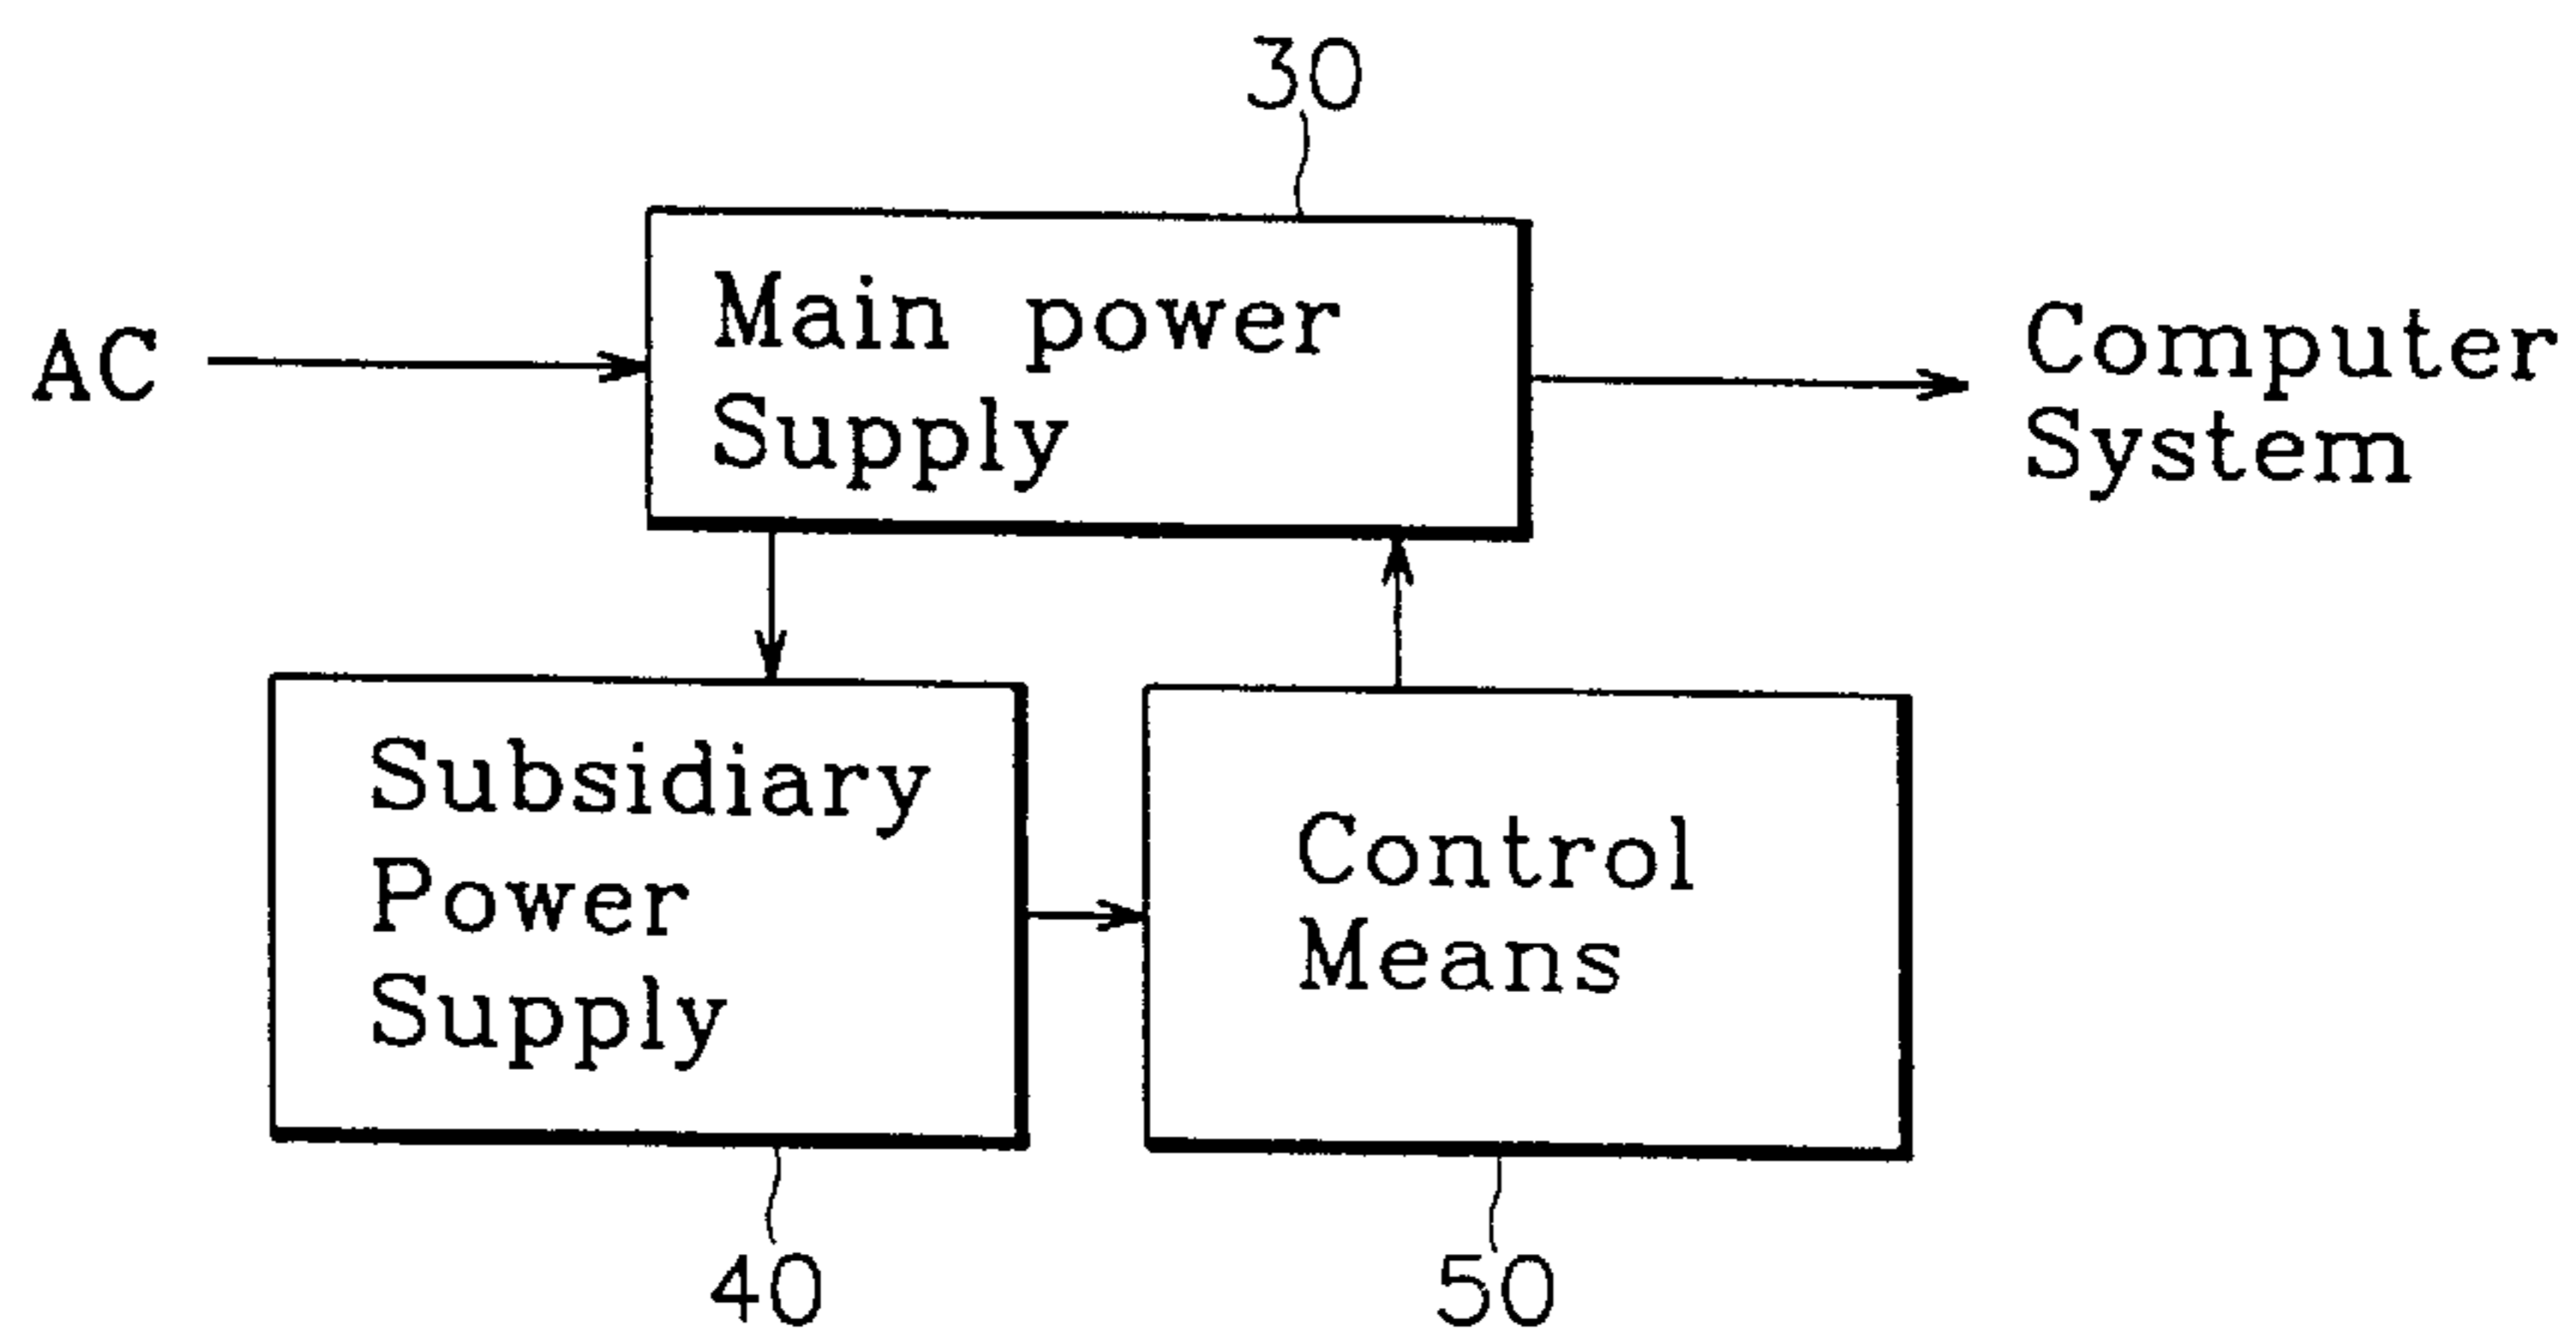 30
AC
Main power
Supply
Computer
System
Subsidiary
Power
Supply
Control
Means
40
50